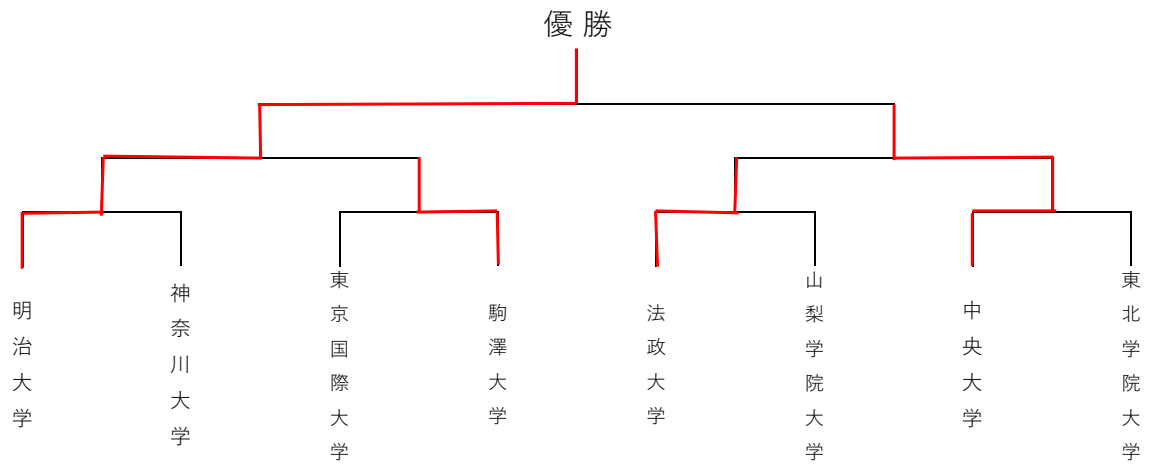 優勝
明治大学
神奈川大学
東京国際大学
駒澤大学
法政大学
山梨学院大学
中央大学
東北学院大学